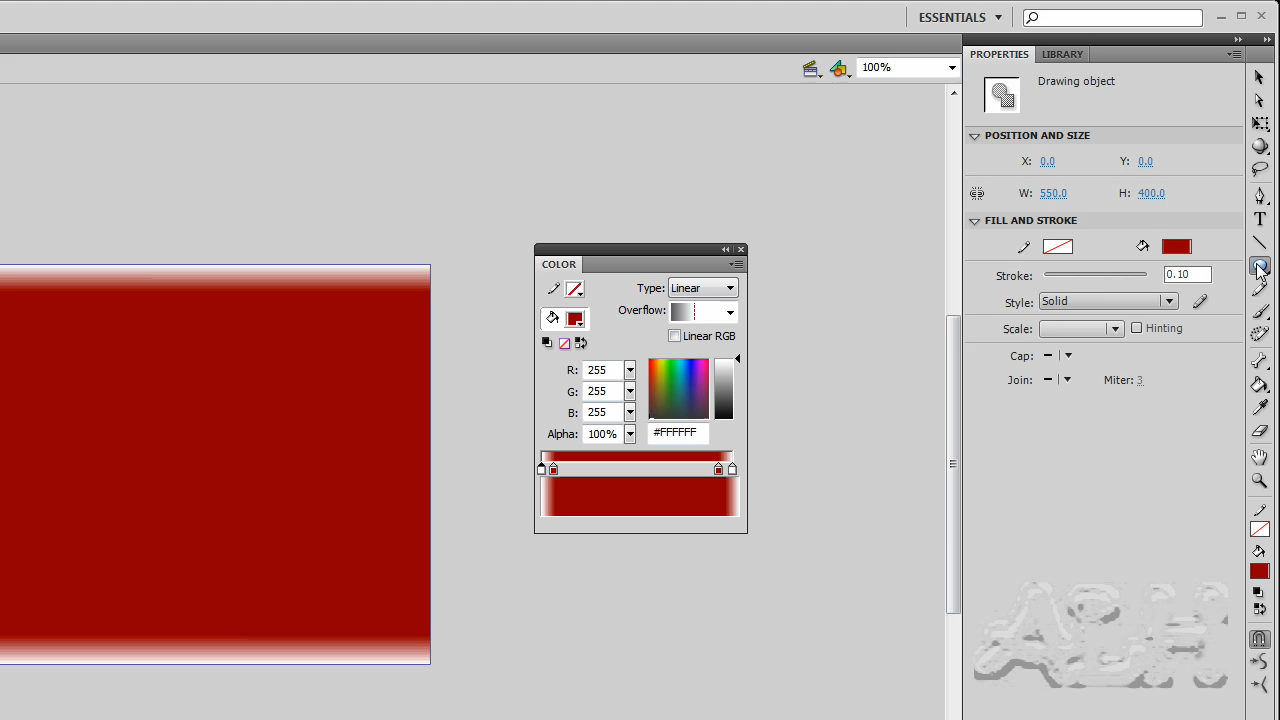 ESSENTIALS
100%
PROPERTIES LIBRARY
Drawing object
POSITION AND SIZE
X: 0.0 Y: 0.0
W: 550.0 H: 400.0
FILL AND STROKE
Stroke: 0.10
Style: Solid
Scale: Hinting
Cap:
Join: Miter: 3
COLOR
Type: Linear
Overflow:
Linear RGB
R: 255
G: 255
B: 255
Alpha: 100% #FFFFFF
T